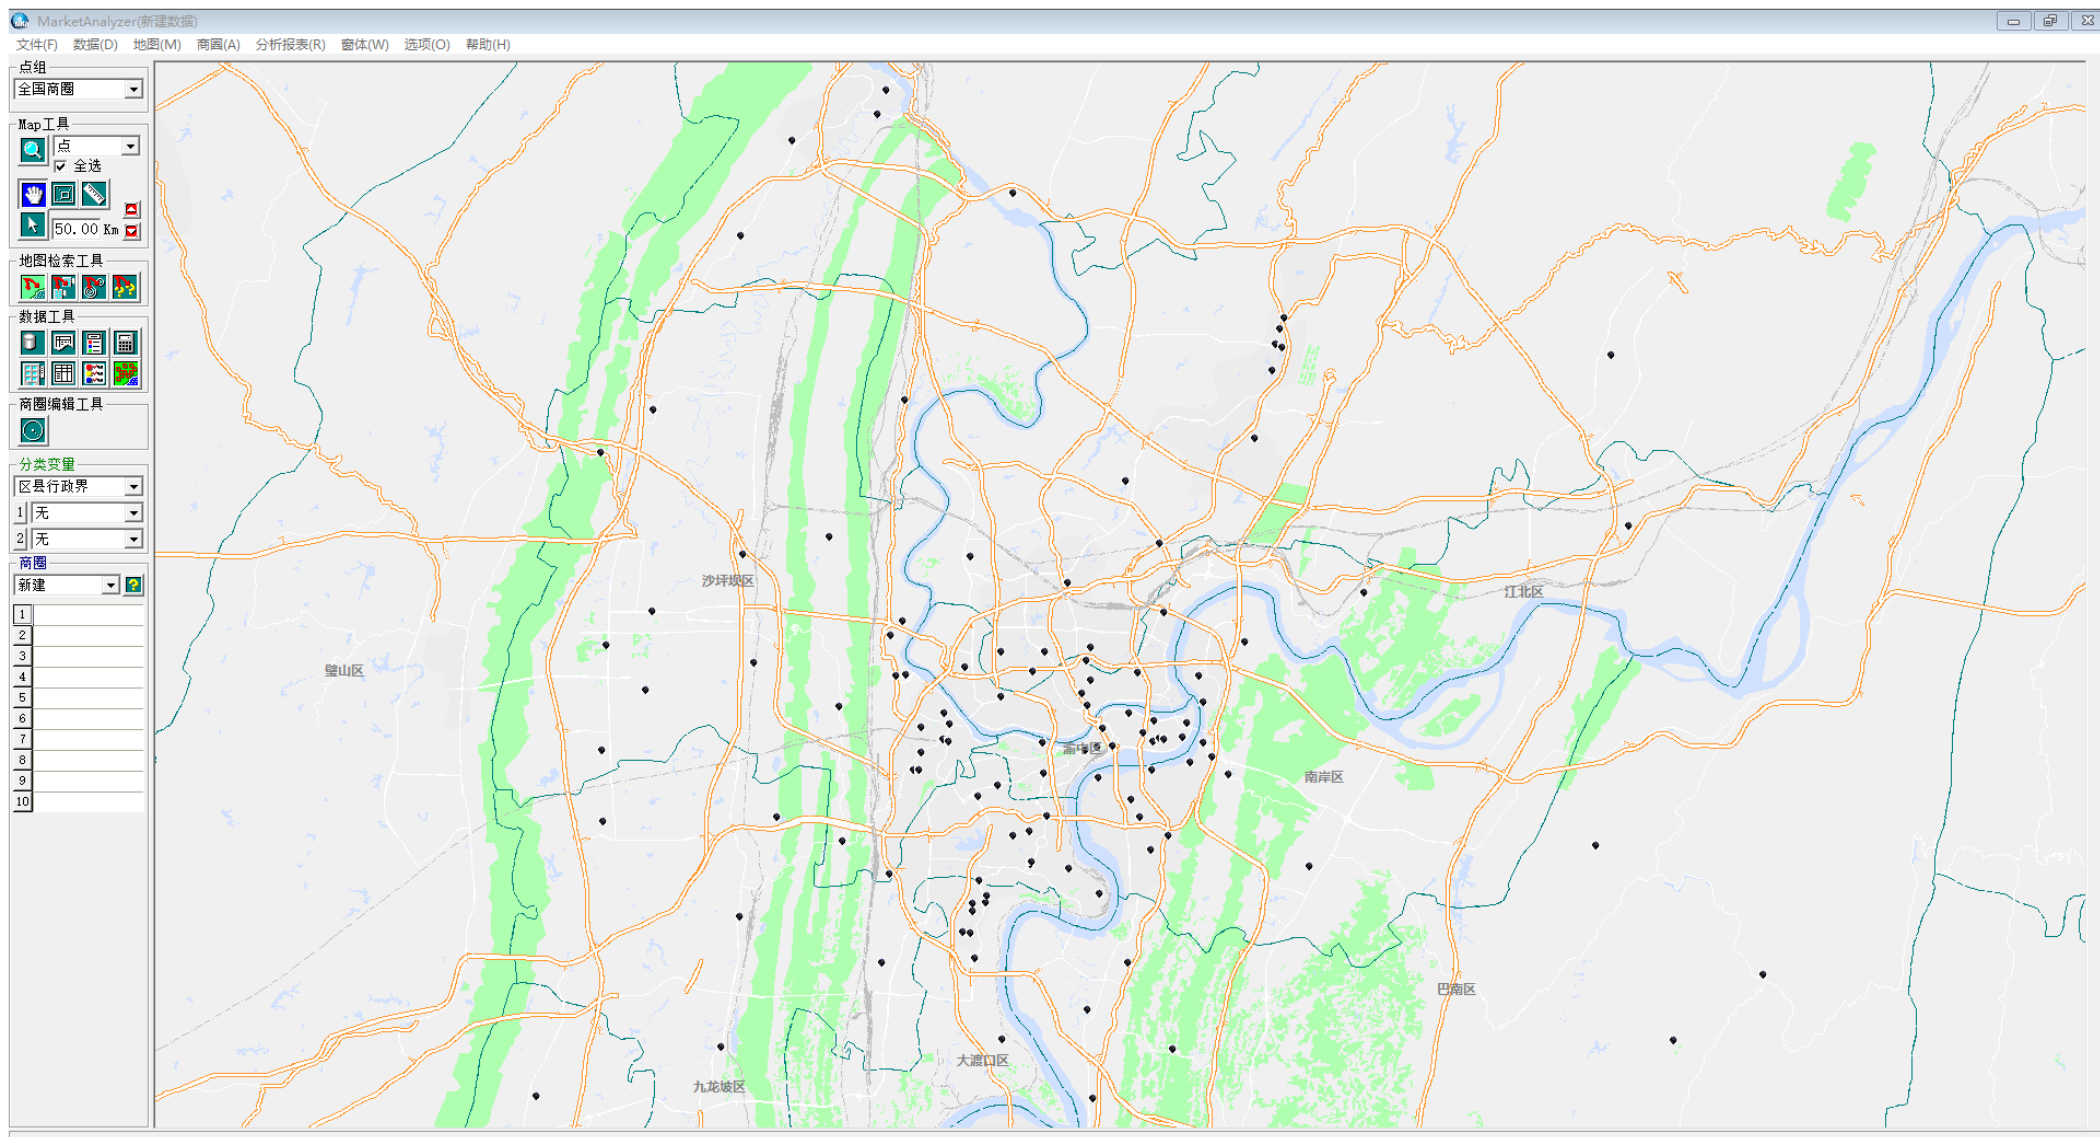 MarketAnalyzer(新建数据)
文件(F) 数据(D) 地图(M) 商圈(A) 分析报表(R) 窗体(W) 选项(O) 帮助(H)
点组
全国商圈
Map工具
点
全选
50.00 Km
地图检索工具
数据工具
商圈编辑工具
分类变量
区县行政界
1 无
2 无
商圈
新建
1
2
3
4
5
6
7
8
9
10
沙坪坝区
江北区
璧山区
渝中区
南岸区
巴南区
大渡口区
九龙坡区